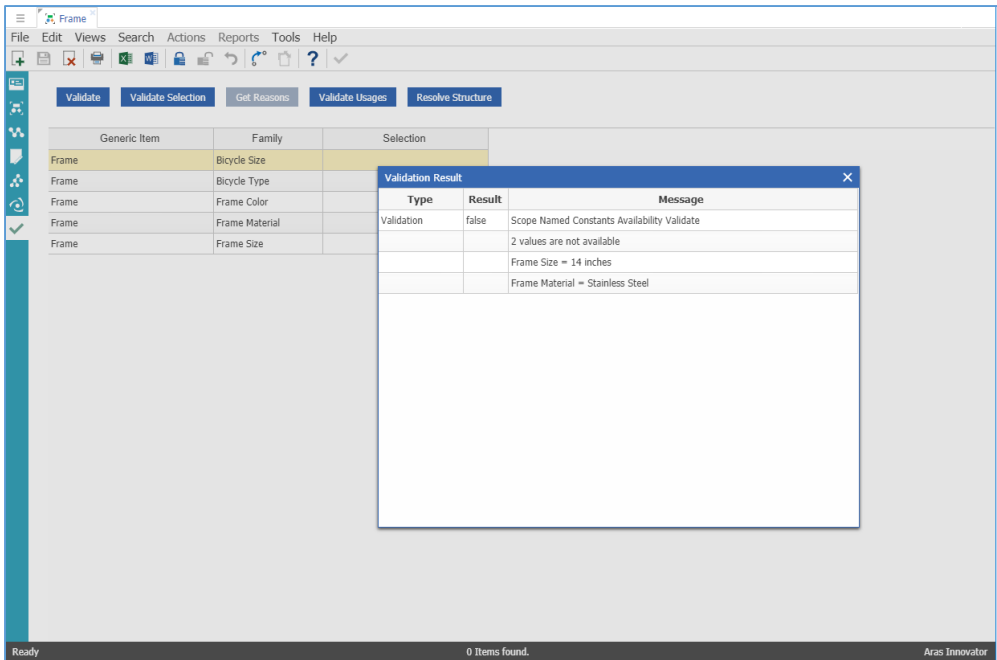 Frame
File Edit Views Search Actions Reports Tools Help
Validate Validate Selection Get Reasons Validate Usages Resolve Structure
Generic Item Family Selection
Frame Bicycle Size
Frame Bicycle Type
Frame Frame Color
Frame Frame Material
Frame Frame Size
Validation Result
Type Result Message
Validation false Scope Named Constants Availability Validate
2 values are not available
Frame Size = 14 inches
Frame Material = Stainless Steel
Ready 0 Items found. Aras Innovator